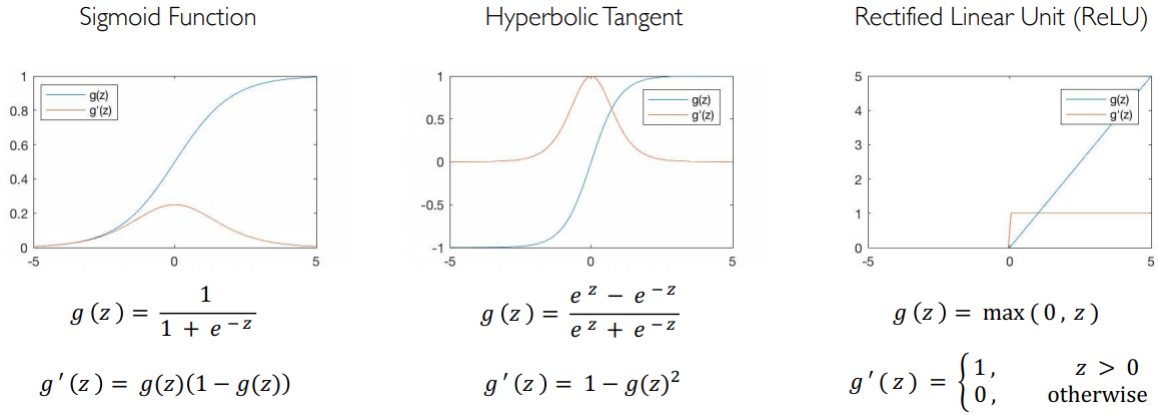 Sigmoid Function
1
0.8
0.6
0.4
0.2
0
-5
0
5
g(z)
g'(z)
g (z) = 1 / (1 + e^{-z})
g'(z) = g(z)(1 − g(z))
Hyperbolic Tangent
1
0.5
0
-0.5
-1
-5
0
5
g(z)
g'(z)
g (z) = (e^{z} − e^{-z}) / (e^{z} + e^{-z})
g'(z) = 1 − g(z)^{2}
Rectified Linear Unit (ReLU)
5
4
3
2
1
0
-5
0
5
g(z)
g'(z)
g (z) = max ( 0 , z )
g'(z) = { 1 , z > 0
0 , otherwise